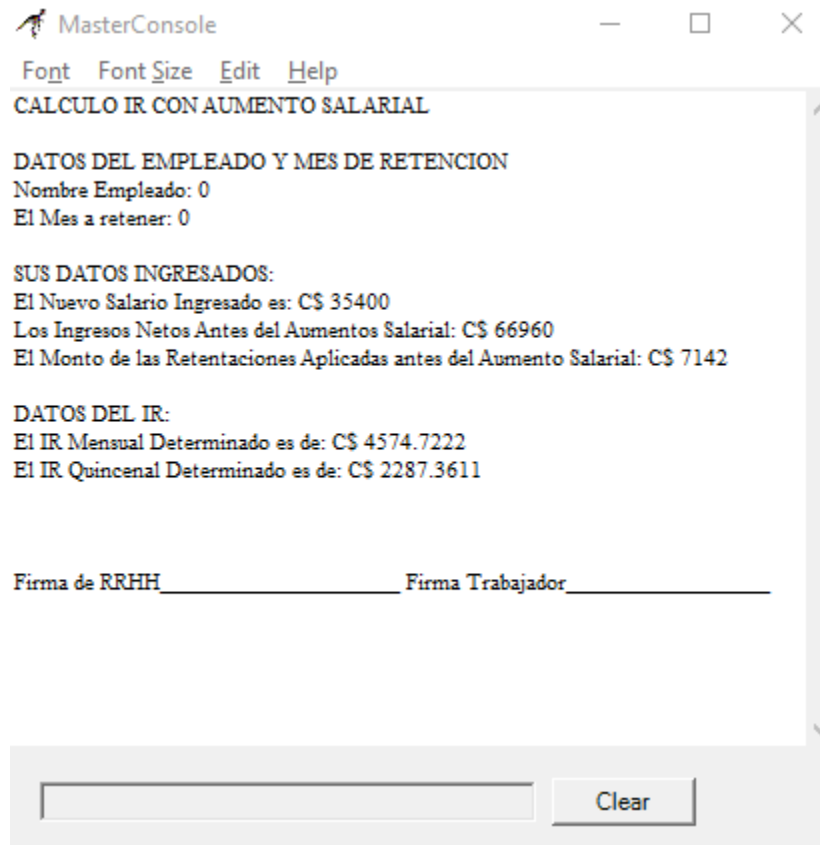 MasterConsole
Font Font Size Edit Help
CALCULO IR CON AUMENTO SALARIAL
DATOS DEL EMPLEADO Y MES DE RETENCION
Nombre Empleado: 0
El Mes a retener: 0
SUS DATOS INGRESADOS:
El Nuevo Salario Ingresado es: C$ 35400
Los Ingresos Netos Antes del Aumentos Salarial: C$ 66960
El Monto de las Retentaciones Aplicadas antes del Aumento Salarial: C$ 7142
DATOS DEL IR:
El IR Mensual Determinado es de: C$ 4574.7222
El IR Quincenal Determinado es de: C$ 2287.3611
Firma de RRHH____________________ Firma Trabajador_________________
Clear